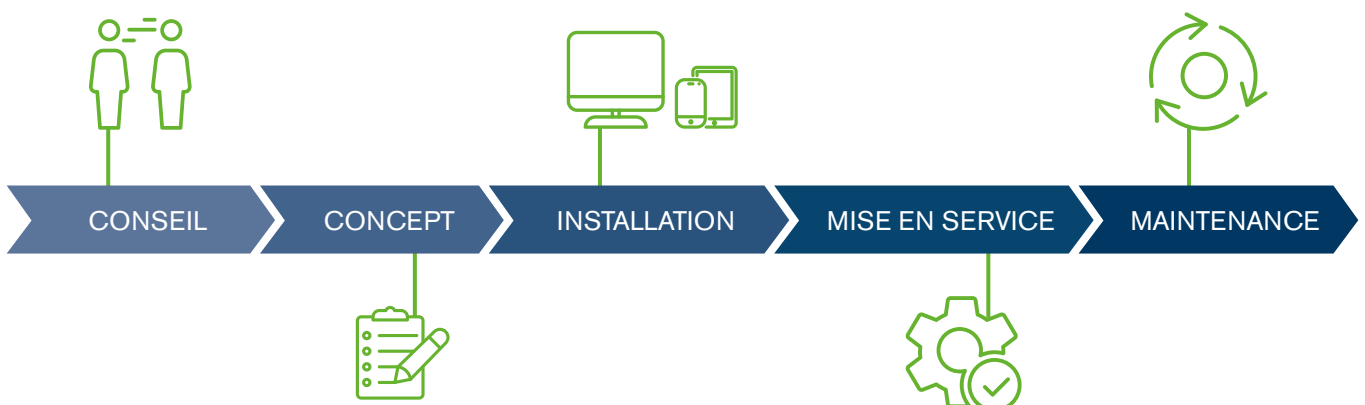 CONSEIL
CONCEPT
INSTALLATION
MISE EN SERVICE
MAINTENANCE